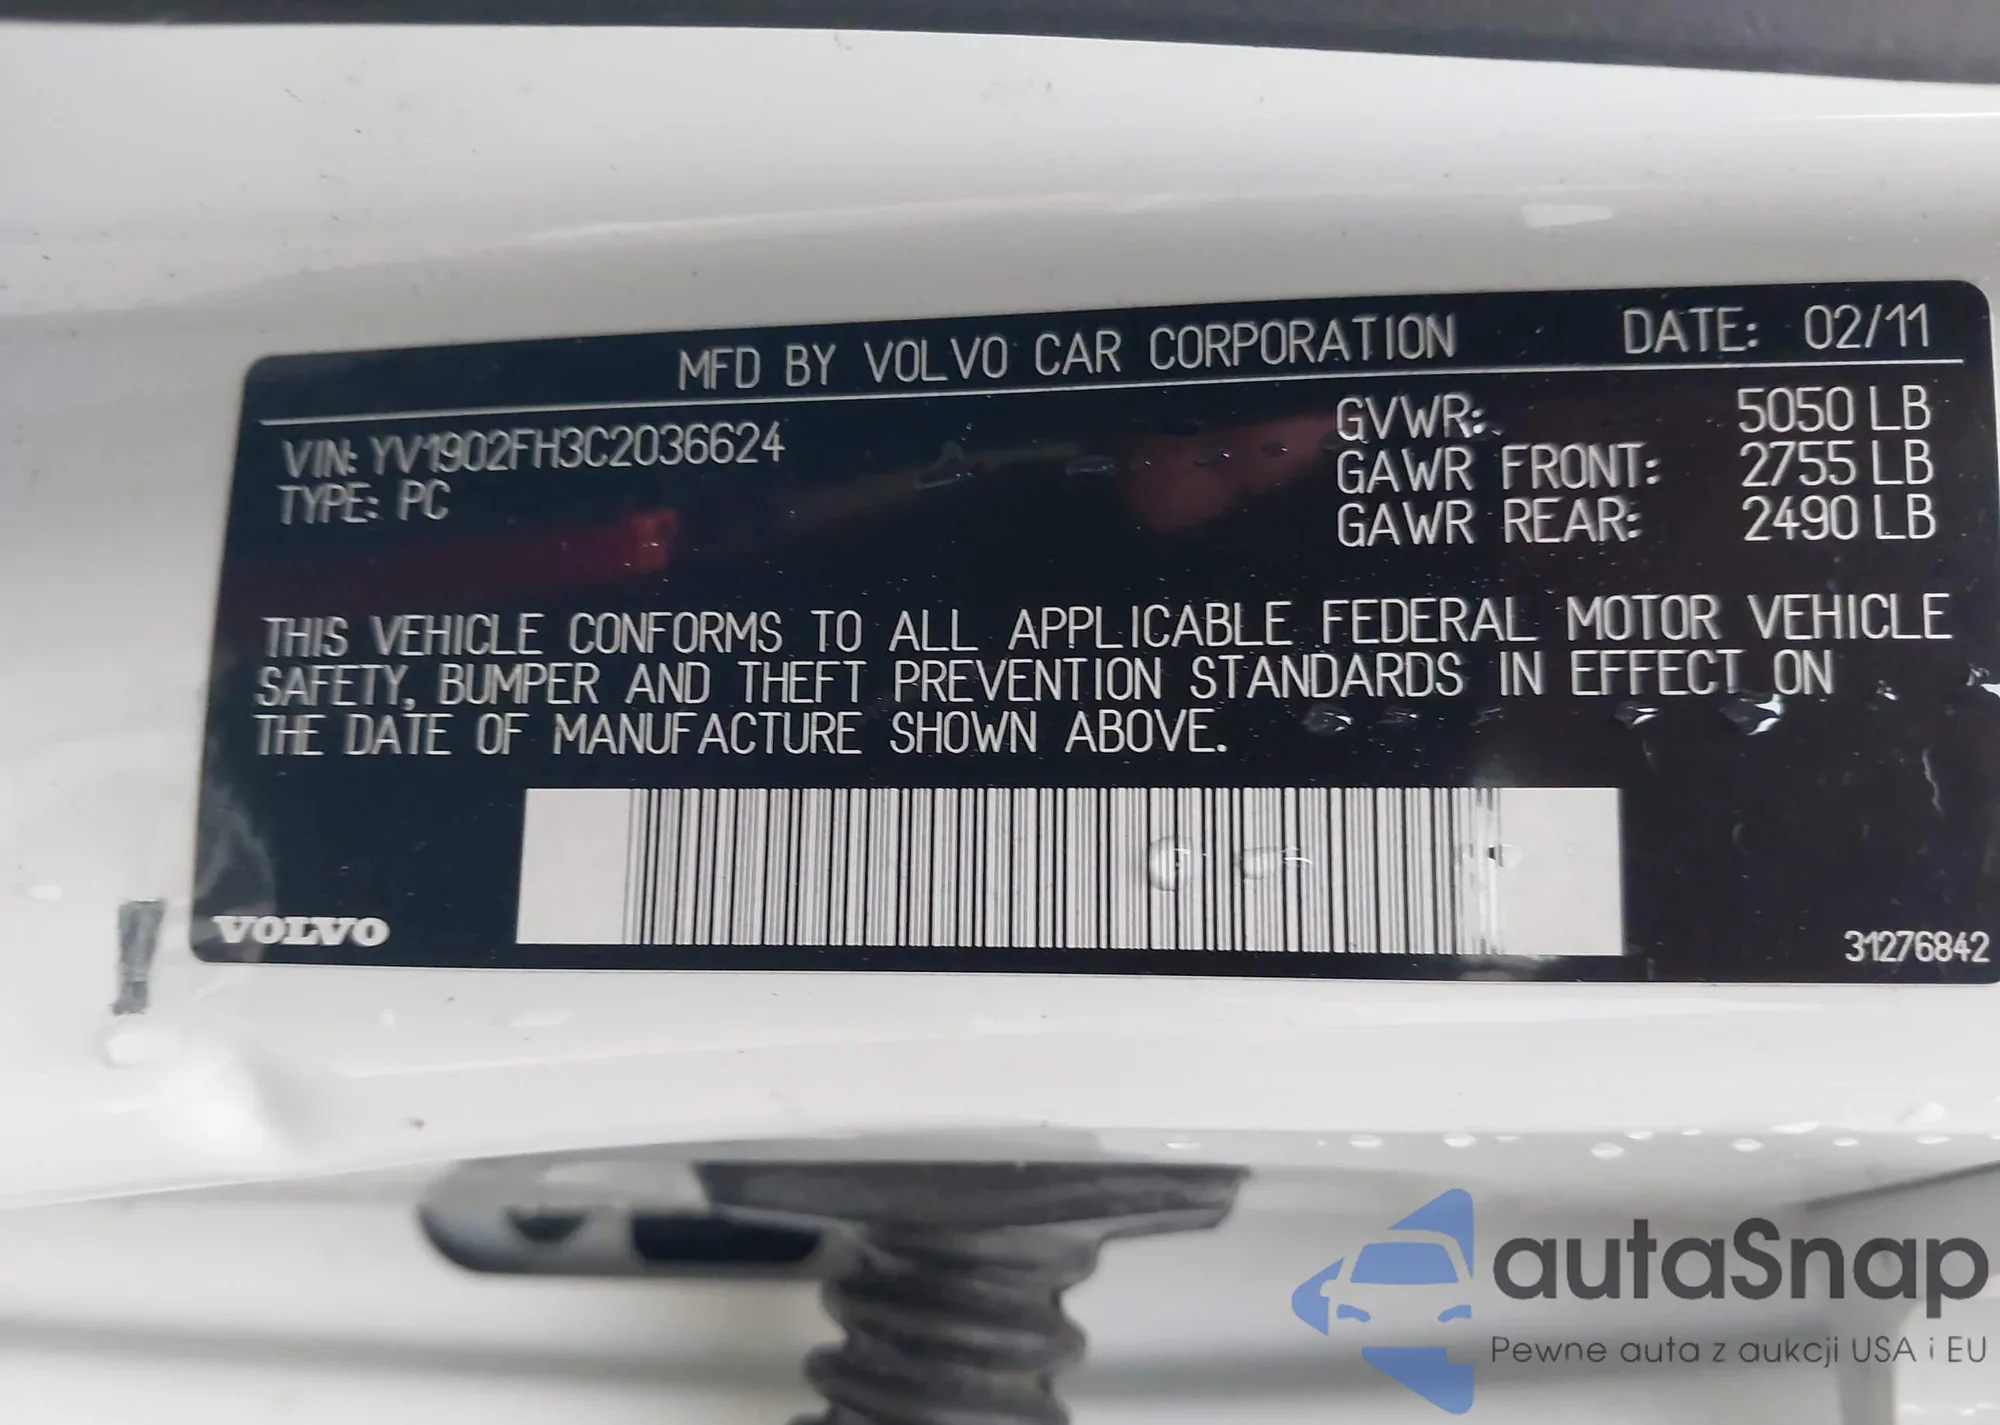 MFD BY VOLVO CAR CORPORATION DATE: 02/11
VIN: YV1902FH3C2036624 GVWR: 5050 LB
TYPE: PC GAWR FRONT: 2755 LB
GAWR REAR: 2490 LB
THIS VEHICLE CONFORMS TO ALL APPLICABLE FEDERAL MOTOR VEHICLE
SAFETY, BUMPER AND THEFT PREVENTION STANDARDS IN EFFECT ON
THE DATE OF MANUFACTURE SHOWN ABOVE.
VOLVO
31276842
autaSnap
Pewne auta z aukcji USA i EU